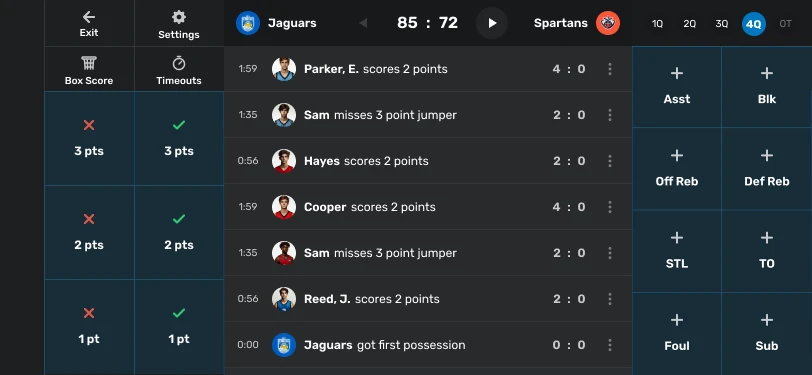 Exit
Settings
Box Score
Timeouts
3 pts
3 pts
2 pts
2 pts
1 pt
1 pt
Jaguars
85 : 72
Spartans
1:59 Parker, E. scores 2 points 4 : 0
1:35 Sam misses 3 point jumper 2 : 0
0:56 Hayes scores 2 points 2 : 0
1:59 Cooper scores 2 points 4 : 0
1:35 Sam misses 3 point jumper 2 : 0
0:56 Reed, J. scores 2 points 2 : 0
0:00 Jaguars got first possession 0 : 0
1Q 2Q 3Q 4Q OT
Asst
Blk
Off Reb
Def Reb
STL
TO
Foul
Sub